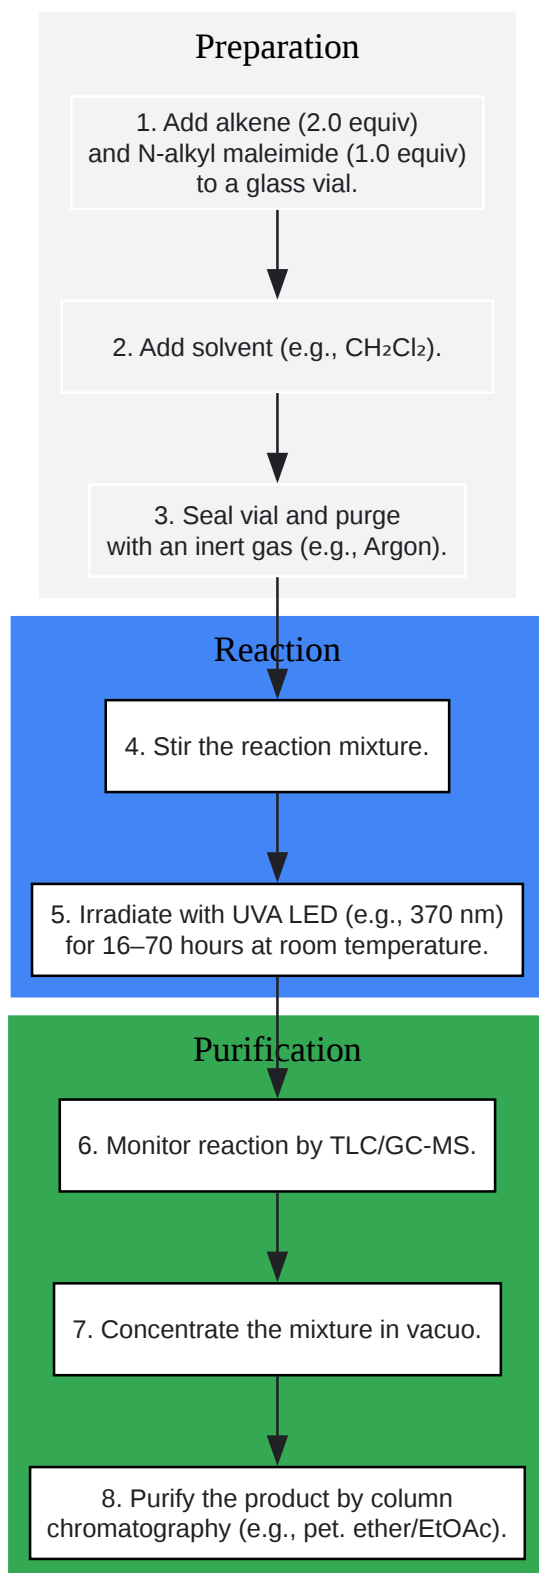 Preparation
1. Add alkene (2.0 equiv)
and N-alkyl maleimide (1.0 equiv)
to a glass vial.
2. Add solvent (e.g., CH₂Cl₂).
3. Seal vial and purge
with an inert gas (e.g., Argon).
Reaction
4. Stir the reaction mixture.
5. Irradiate with UVA LED (e.g., 370 nm)
for 16–70 hours at room temperature.
Purification
6. Monitor reaction by TLC/GC-MS.
7. Concentrate the mixture in vacuo.
8. Purify the product by column
chromatography (e.g., pet. ether/EtOAc).